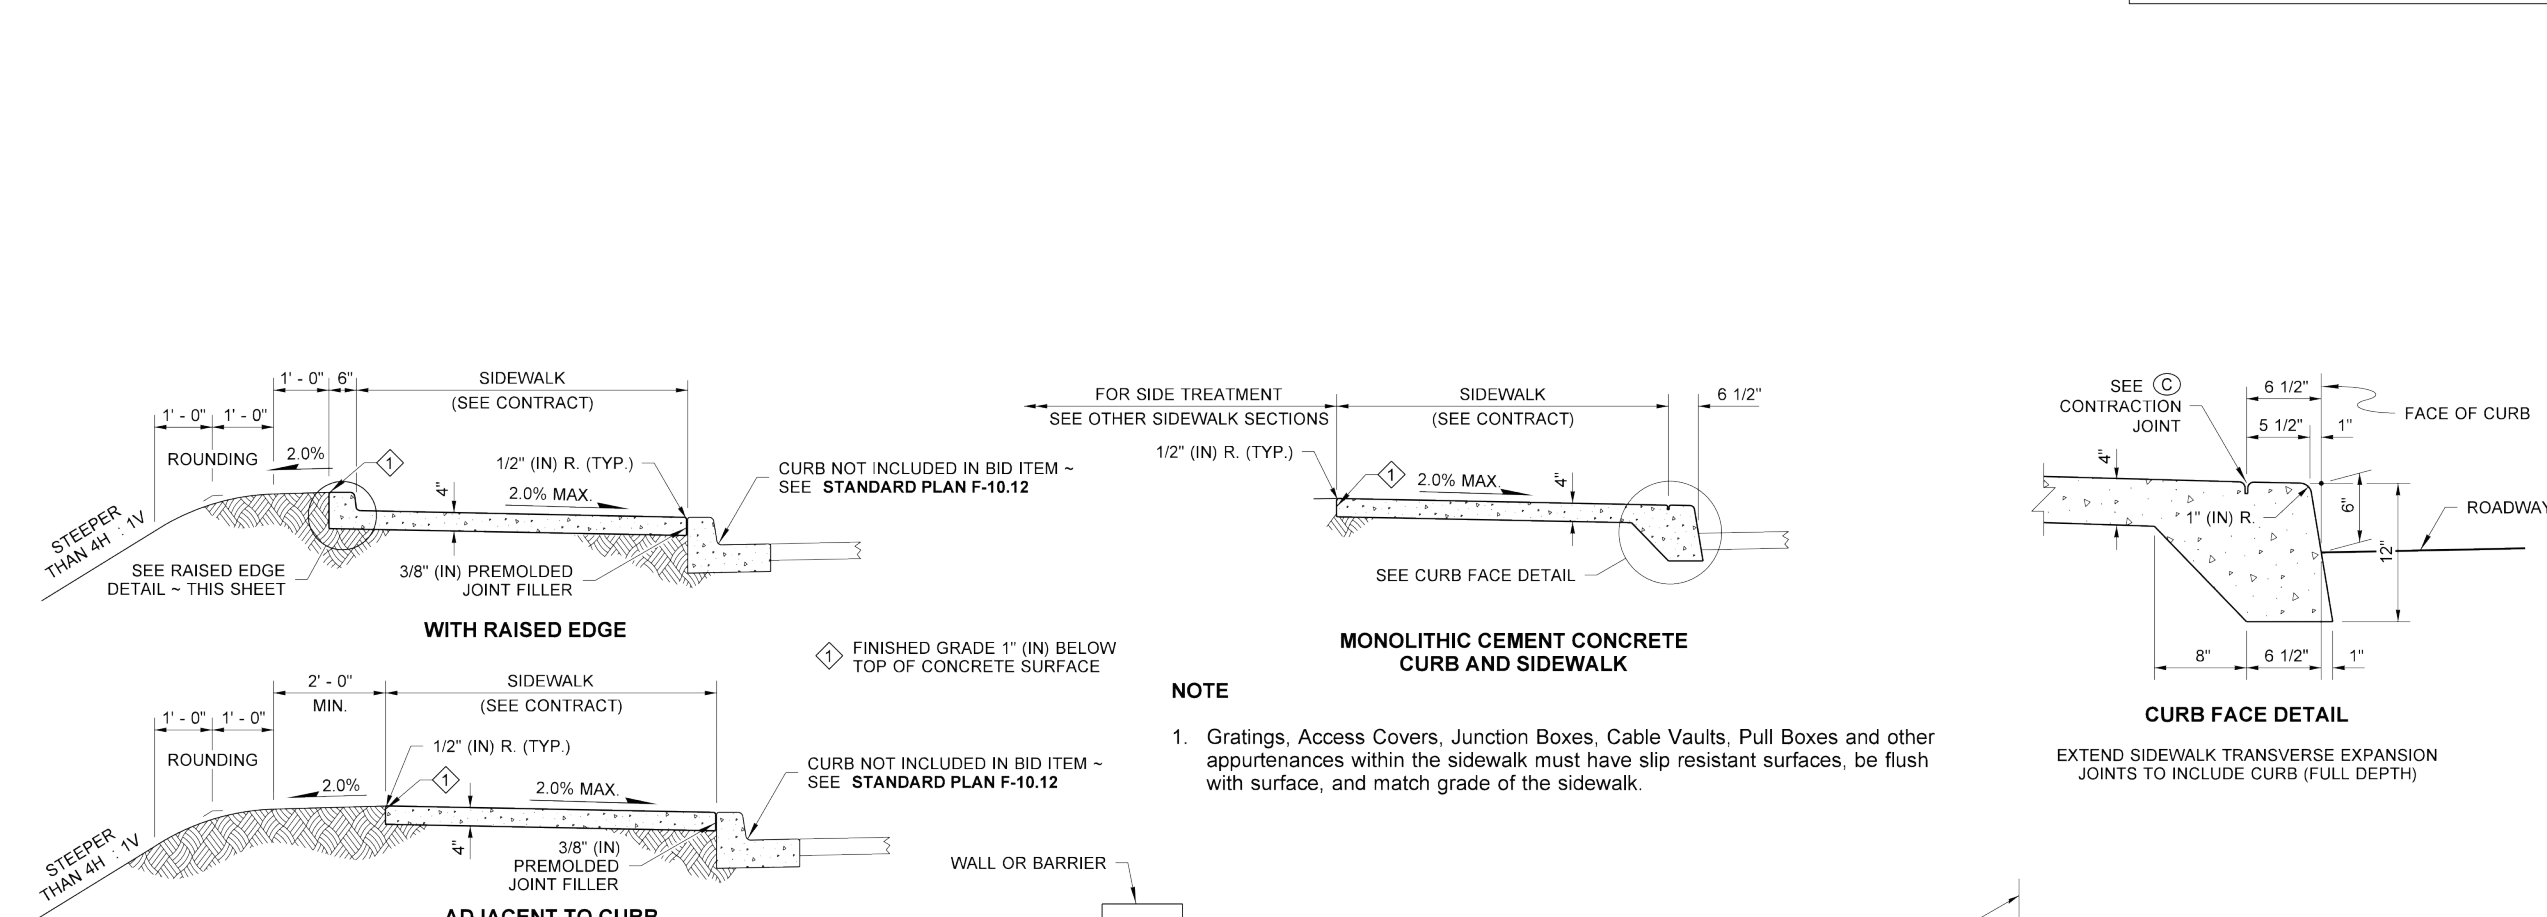 1' - 0" 6" SIDEWALK
(SEE CONTRACT)
1' - 0" 1' - 0"
ROUNDING 2.0%
1
1/2" (IN) R. (TYP.)
4"
2.0% MAX.
CURB NOT INCLUDED IN BID ITEM ~
SEE STANDARD PLAN F-10.12
STEEPER
THAN 4H : 1V
SEE RAISED EDGE
DETAIL ~ THIS SHEET
3/8" (IN) PREMOLDED
JOINT FILLER
WITH RAISED EDGE
1 FINISHED GRADE 1" (IN) BELOW
TOP OF CONCRETE SURFACE
2' - 0" SIDEWALK
MIN. (SEE CONTRACT)
1' - 0" 1' - 0"
ROUNDING
1/2" (IN) R. (TYP.)
1
2.0%
2.0% MAX.
CURB NOT INCLUDED IN BID ITEM ~
SEE STANDARD PLAN F-10.12
STEEPER
THAN 4H : 1V
4"
3/8" (IN)
PREMOLDED
JOINT FILLER
ADJACENT TO CURB
FOR SIDE TREATMENT SIDEWALK 6 1/2"
SEE OTHER SIDEWALK SECTIONS (SEE CONTRACT)
1/2" (IN) R. (TYP.)
1
2.0% MAX.
4"
SEE CURB FACE DETAIL
MONOLITHIC CEMENT CONCRETE
CURB AND SIDEWALK
NOTE
1. Gratings, Access Covers, Junction Boxes, Cable Vaults, Pull Boxes and other
appurtenances within the sidewalk must have slip resistant surfaces, be flush
with surface, and match grade of the sidewalk.
WALL OR BARRIER
SEE C
CONTRACTION
JOINT
6 1/2"
FACE OF CURB
5 1/2" 1"
4"
1" (IN) R.
6"
ROADWAY
12"
8" 6 1/2" 1"
CURB FACE DETAIL
EXTEND SIDEWALK TRANSVERSE EXPANSION
JOINTS TO INCLUDE CURB (FULL DEPTH)